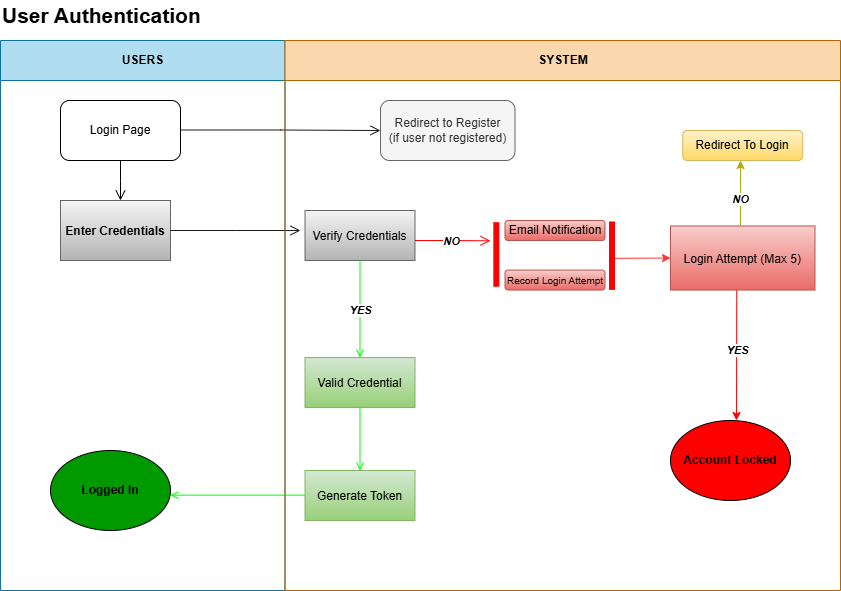 User Authentication
USERS
SYSTEM
Login Page
Redirect to Register
(if user not registered)
Redirect To Login
NO
Enter Credentials
Verify Credentials
NO
Email Notification
Record Login Attempt
Login Attempt (Max 5)
YES
YES
Valid Credential
Account Locked
Logged In
Generate Token